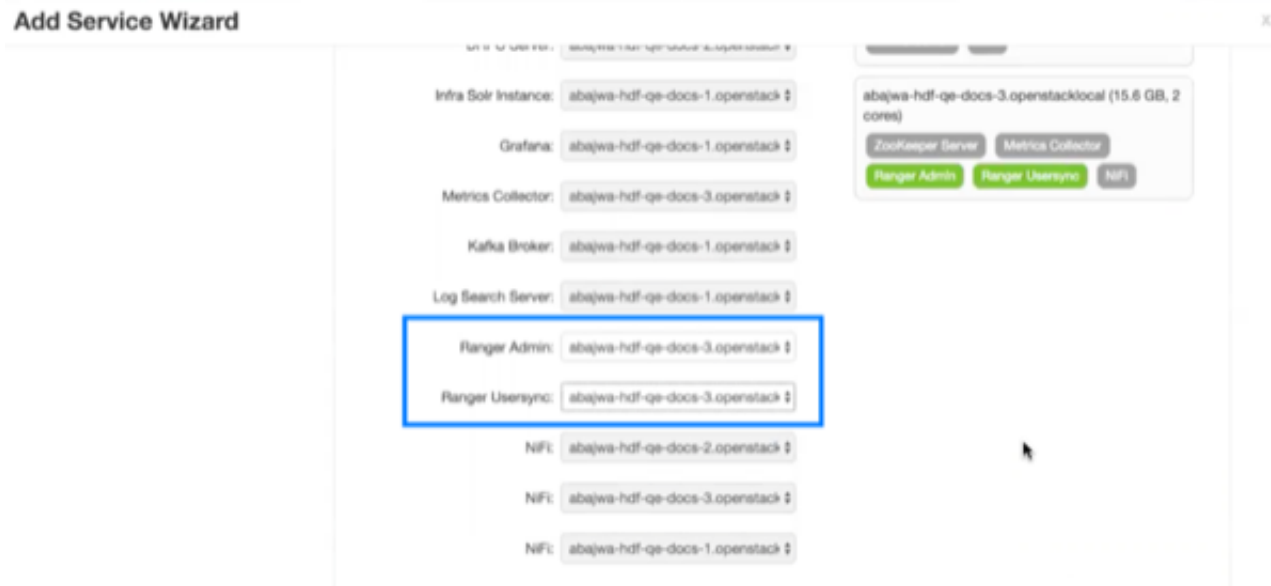 Add Service Wizard
Infra Solr Instance: abajwa-hdf-qe-docs-1.openstack
Grafana: abajwa-hdf-qe-docs-1.openstack
Metrics Collector: abajwa-hdf-qe-docs-3.openstack
Kafka Broker: abajwa-hdf-qe-docs-1.openstack
Log Search Server: abajwa-hdf-qe-docs-1.openstack
Ranger Admin: abajwa-hdf-qe-docs-3.openstack
Ranger Usersync: abajwa-hdf-qe-docs-3.openstack
NiFi: abajwa-hdf-qe-docs-2.openstack
NiFi: abajwa-hdf-qe-docs-3.openstack
NiFi: abajwa-hdf-qe-docs-1.openstack
abajwa-hdf-qe-docs-3.openstacklocal (15.6 GB, 2
cores)
ZooKeeper Server Metrics Collector
Ranger Admin Ranger Usersync NiFi